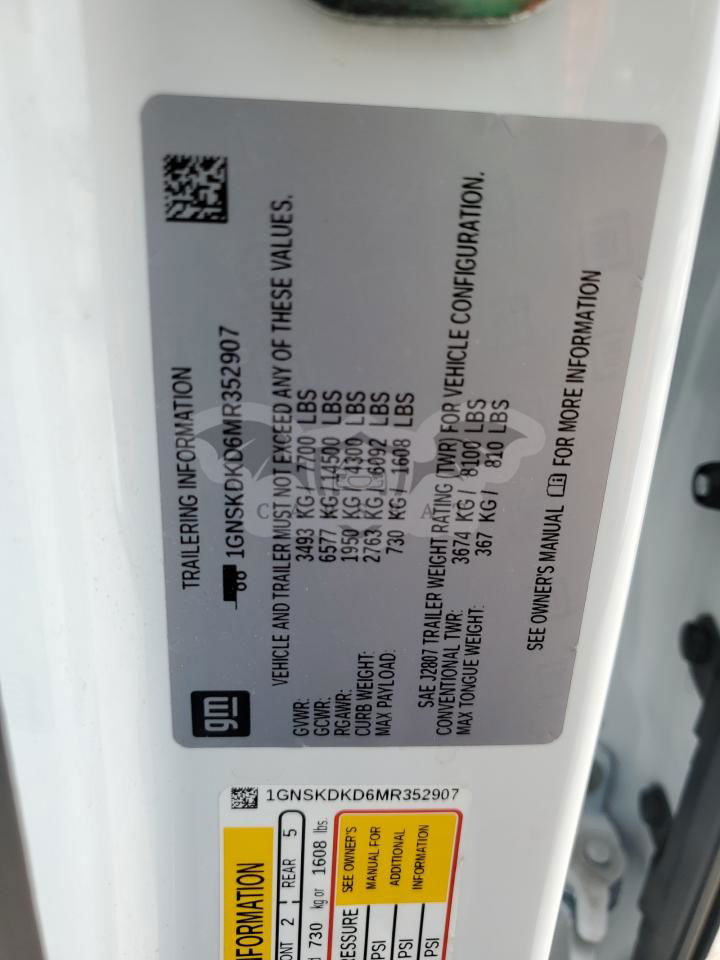 gm
TRAILERING INFORMATION
1GNSKDKD6MR352907
VEHICLE AND TRAILER MUST NOT EXCEED ANY OF THESE VALUES.
GVWR: 3493 KG / 7700 LBS
GCWR: 6577 KG / 14500 LBS
RGAWR: 1950 KG / 4300 LBS
CURB WEIGHT: 2763 KG / 6092 LBS
MAX PAYLOAD: 730 KG / 1608 LBS
SAE J2807 TRAILER WEIGHT RATING (TWR) FOR VEHICLE CONFIGURATION.
CONVENTIONAL TWR: 3674 KG / 8100 LBS
MAX TONGUE WEIGHT: 367 KG / 810 LBS
SEE OWNER'S MANUAL FOR MORE INFORMATION
1GNSKDKD6MR352907
2 REAR 5
730 kg or 1608 lbs.
SEE OWNER'S
MANUAL FOR
ADDITIONAL
INFORMATION
PSI
PSI
PSI